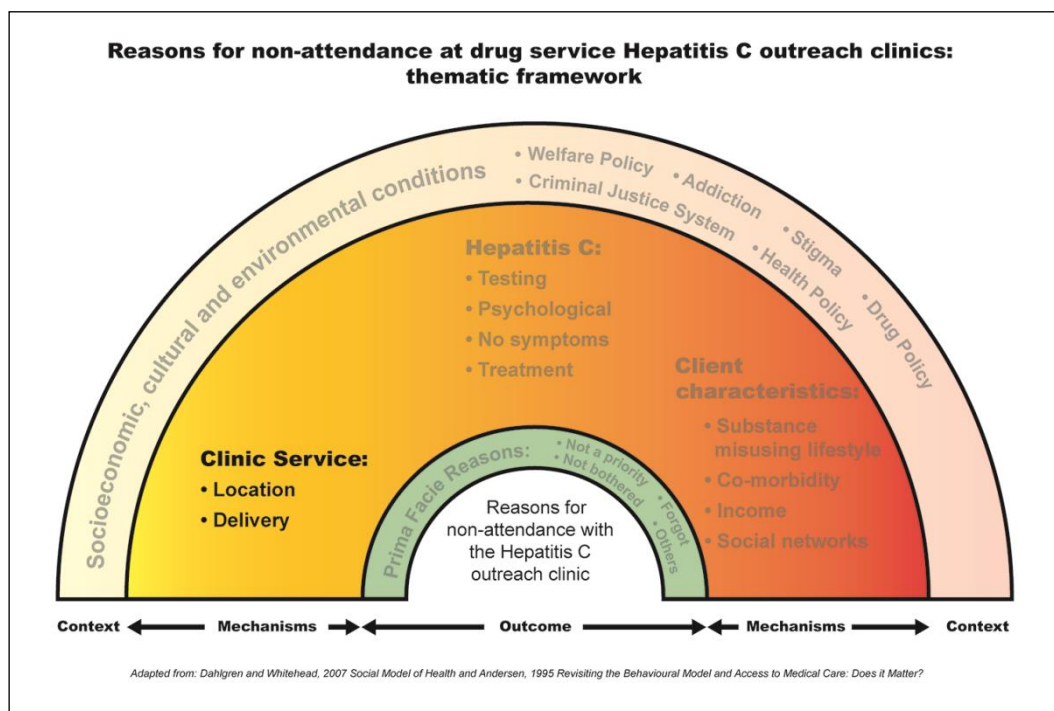 Reasons for non-attendance at drug service Hepatitis C outreach clinics:
thematic framework
Socioeconomic, cultural and environmental conditions
• Welfare Policy
• Criminal Justice System
• Addiction
• Stigma
• Health Policy
• Drug Policy
Hepatitis C:
• Testing
• Psychological
• No symptoms
• Treatment
Client
characteristics:
• Substance
misusing lifestyle
• Co-morbidity
• Income
• Social networks
Clinic Service:
• Location
• Delivery
Prima Facie Reasons:
• Not a priority
• Not bothered
• Forgot
• Others
Reasons for
non-attendance with
the Hepatitis C
outreach clinic
Context
Mechanisms
Outcome
Mechanisms
Context
Adapted from: Dahlgren and Whitehead, 2007 Social Model of Health and Andersen, 1995 Revisiting the Behavioural Model and Access to Medical Care: Does it Matter?